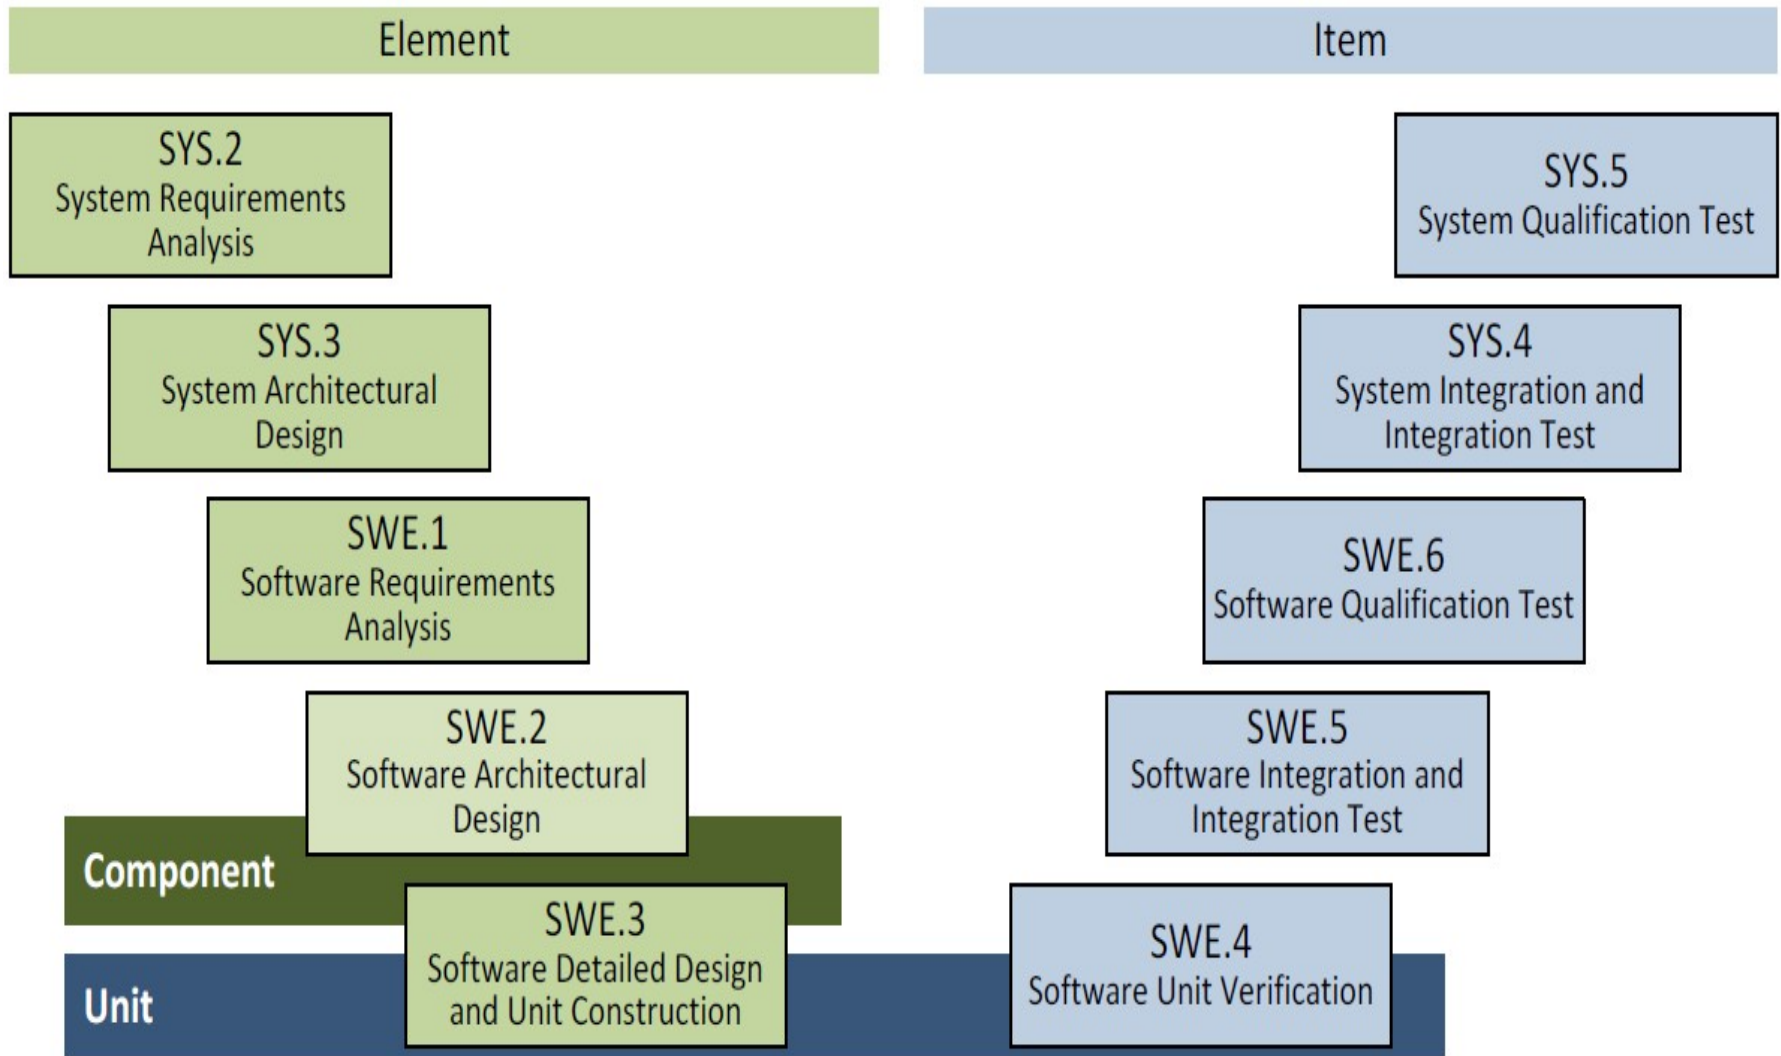 Element
Item
SYS.2
System Requirements
Analysis
SYS.5
System Qualification Test
SYS.3
System Architectural
Design
SYS.4
System Integration and
Integration Test
SWE.1
Software Requirements
Analysis
SWE.6
Software Qualification Test
SWE.2
Software Architectural
Design
SWE.5
Software Integration and
Integration Test
Component
SWE.3
Software Detailed Design
and Unit Construction
SWE.4
Software Unit Verification
Unit